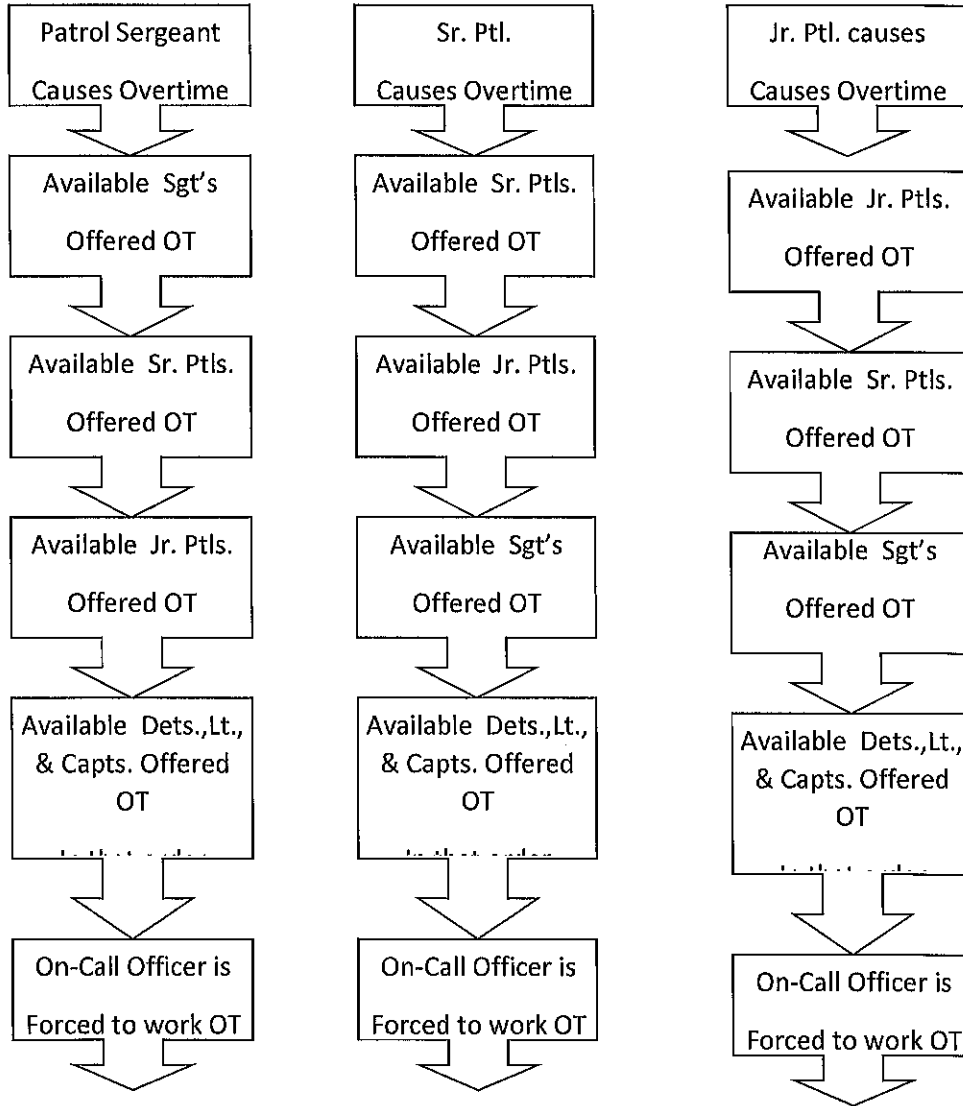 Patrol Sergeant
Causes Overtime
Available Sgt's
Offered OT
Available Sr. Ptls.
Offered OT
Available Jr. Ptls.
Offered OT
Available Dets.,Lt.,
& Capts. Offered
OT
On-Call Officer is
Forced to work OT
Sr. Ptl.
Causes Overtime
Available Sr. Ptls.
Offered OT
Available Jr. Ptls.
Offered OT
Available Sgt's
Offered OT
Available Dets.,Lt.,
& Capts. Offered
OT
On-Call Officer is
Forced to work OT
Jr. Ptl. causes
Causes Overtime
Available Jr. Ptls.
Offered OT
Available Sr. Ptls.
Offered OT
Available Sgt's
Offered OT
Available Dets.,Lt.,
& Capts. Offered
OT
On-Call Officer is
Forced to work OT